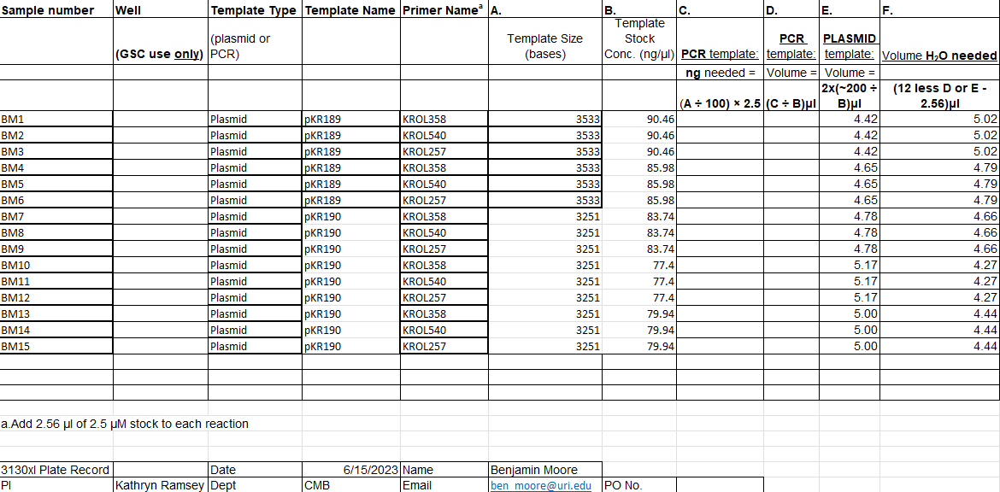 Sample number Well Template Type Template Name Primer Nameᵃ A. B. C. D. E. F.
(GSC use only) (plasmid or PCR) Template Size (bases) Template Stock Conc. (ng/µl) PCR template: PCR template: PLASMID template: Volume H₂O needed
ng needed = Volume = Volume =
(A ÷ 100) × 2.5 (C ÷ B)µl 2x(~200 ÷ B)µl (12 less D or E - 2.56)µl
BM1 Plasmid pKR189 KROL358 3533 90.46 4.42 5.02
BM2 Plasmid pKR189 KROL540 3533 90.46 4.42 5.02
BM3 Plasmid pKR189 KROL257 3533 90.46 4.42 5.02
BM4 Plasmid pKR189 KROL358 3533 85.98 4.65 4.79
BM5 Plasmid pKR189 KROL540 3533 85.98 4.65 4.79
BM6 Plasmid pKR189 KROL257 3533 85.98 4.65 4.79
BM7 Plasmid pKR190 KROL358 3251 83.74 4.78 4.66
BM8 Plasmid pKR190 KROL540 3251 83.74 4.78 4.66
BM9 Plasmid pKR190 KROL257 3251 83.74 4.78 4.66
BM10 Plasmid pKR190 KROL358 3251 77.4 5.17 4.27
BM11 Plasmid pKR190 KROL540 3251 77.4 5.17 4.27
BM12 Plasmid pKR190 KROL257 3251 77.4 5.17 4.27
BM13 Plasmid pKR190 KROL358 3251 79.94 5.00 4.44
BM14 Plasmid pKR190 KROL540 3251 79.94 5.00 4.44
BM15 Plasmid pKR190 KROL257 3251 79.94 5.00 4.44
a.Add 2.56 µl of 2.5 µM stock to each reaction
3130xl Plate Record Date 6/15/2023 Name Benjamin Moore
PI Kathryn Ramsey Dept CMB Email ben_moore@uri.edu PO No.